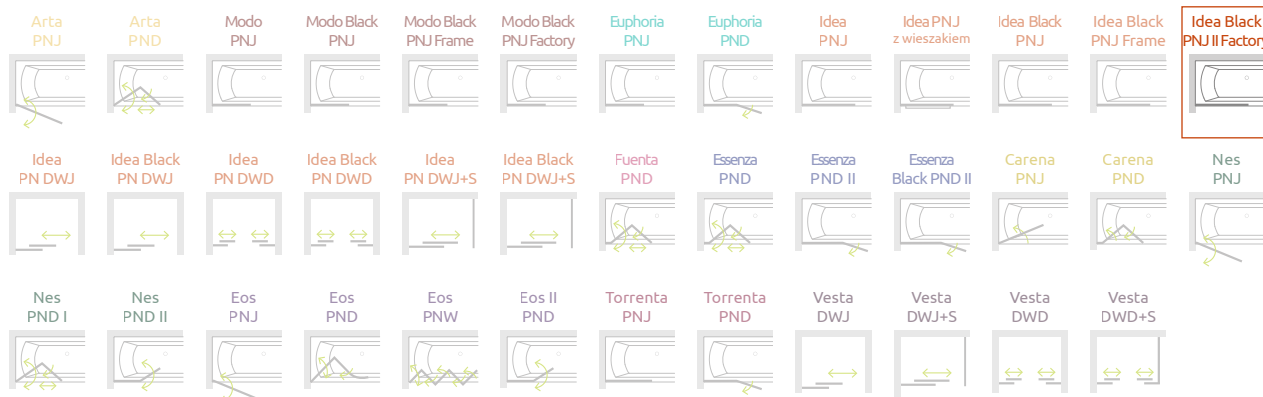 Arta
PNJ
Arta
PND
Modo
PNJ
Modo Black
PNJ
Modo Black
PNJ Frame
Modo Black
PNJ Factory
Euphoria
PNJ
Euphoria
PND
Idea
PNJ
Idea PNJ
z wieszakiem
Idea Black
PNJ
Idea Black
PNJ Frame
Idea Black
PNJ II Factory
Idea
PN DWJ
Idea Black
PN DWJ
Idea
PN DWD
Idea Black
PN DWD
Idea
PN DWJ+S
Idea Black
PN DWJ+S
Fuenta
PND
Essenza
PND
Essenza
PND II
Essenza
Black PND II
Carena
PNJ
Carena
PND
Nes
PNJ
Nes
PND I
Nes
PND II
Eos
PNJ
Eos
PND
Eos
PNW
Eos II
PND
Torrenta
PNJ
Torrenta
PND
Vesta
DWJ
Vesta
DWJ+S
Vesta
DWD
Vesta
DWD+S